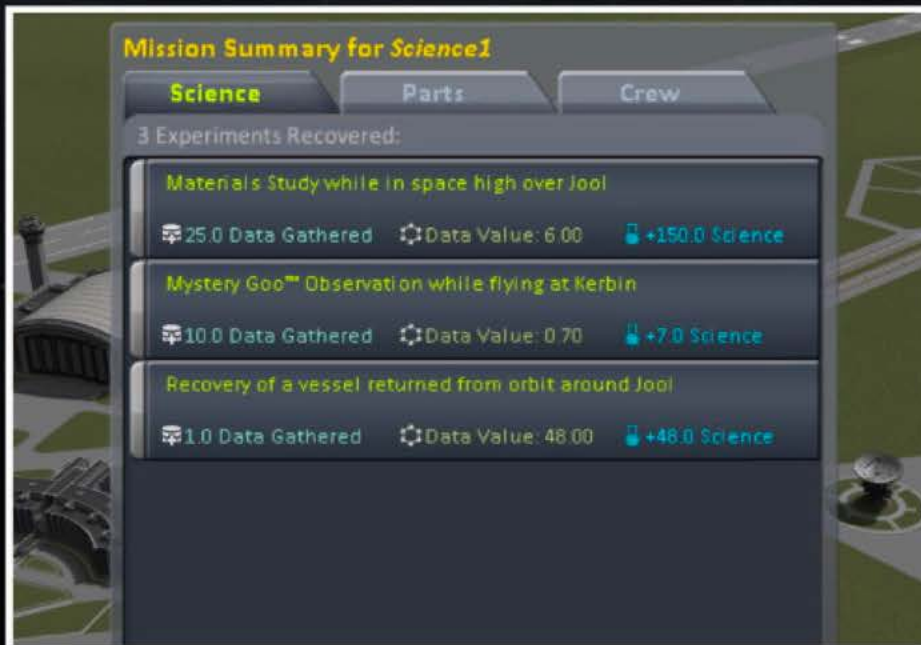 Mission Summary for Science1
Science Parts Crew
3 Experiments Recovered:
Materials Study while in space high over Jool
25.0 Data Gathered Data Value: 6.00 +150.0 Science
Mystery Goo™ Observation while flying at Kerbin
10.0 Data Gathered Data Value: 0.70 +7.0 Science
Recovery of a vessel returned from orbit around Jool
1.0 Data Gathered Data Value: 48.00 +48.0 Science